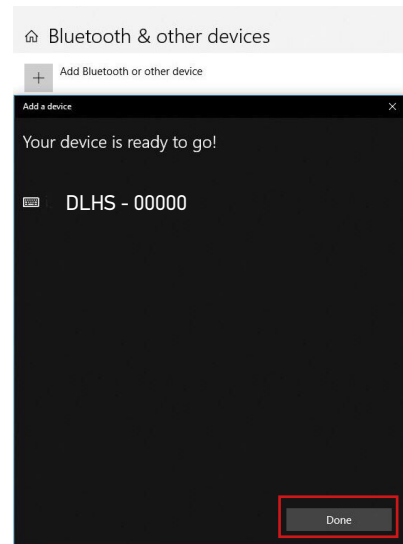 Bluetooth & other devices
Add Bluetooth or other device
Add a device
Your device is ready to go!
DLHS - 00000
Done